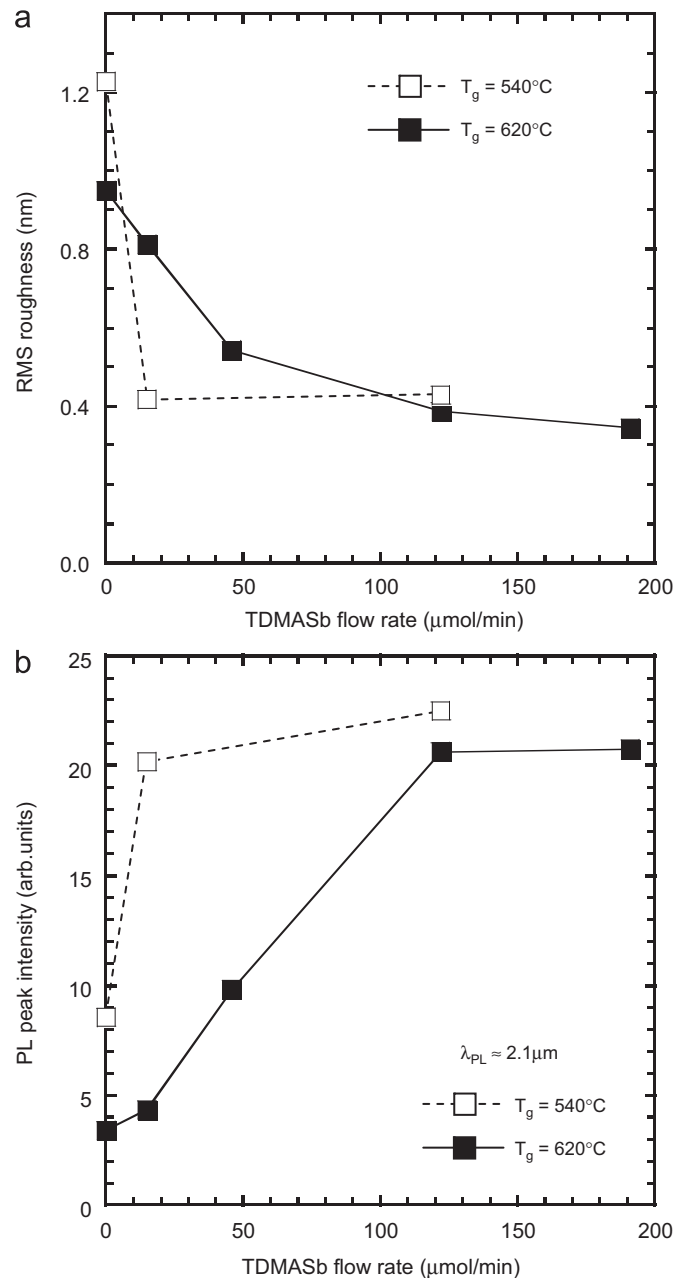 a
1.2
0.8
0.4
0.0
RMS roughness (nm)
T_g = 540°C
T_g = 620°C
0 50 100 150 200
TDMASb flow rate (μmol/min)
b
25
20
15
10
5
0
PL peak intensity (arb.units)
λ_PL ≈ 2.1μm
T_g = 540°C
T_g = 620°C
0 50 100 150 200
TDMASb flow rate (μmol/min)